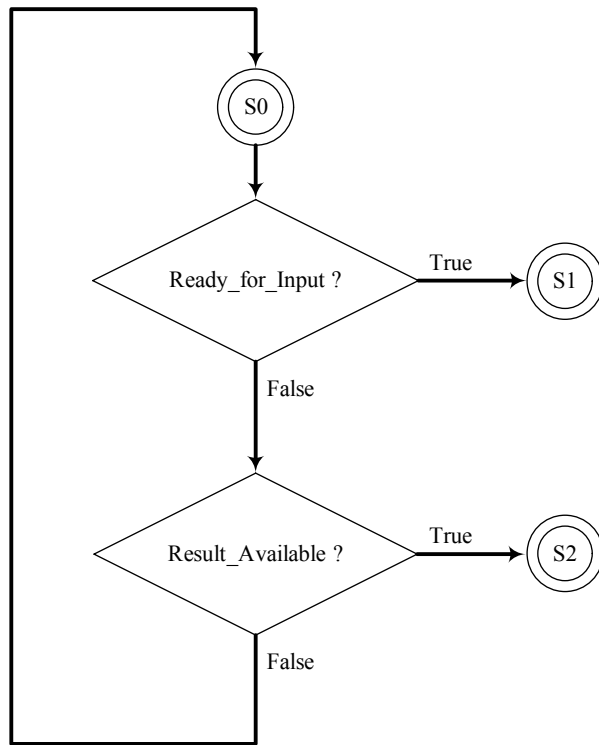 S0
Ready_for_Input ?
True
S1
False
Result_Available ?
True
S2
False